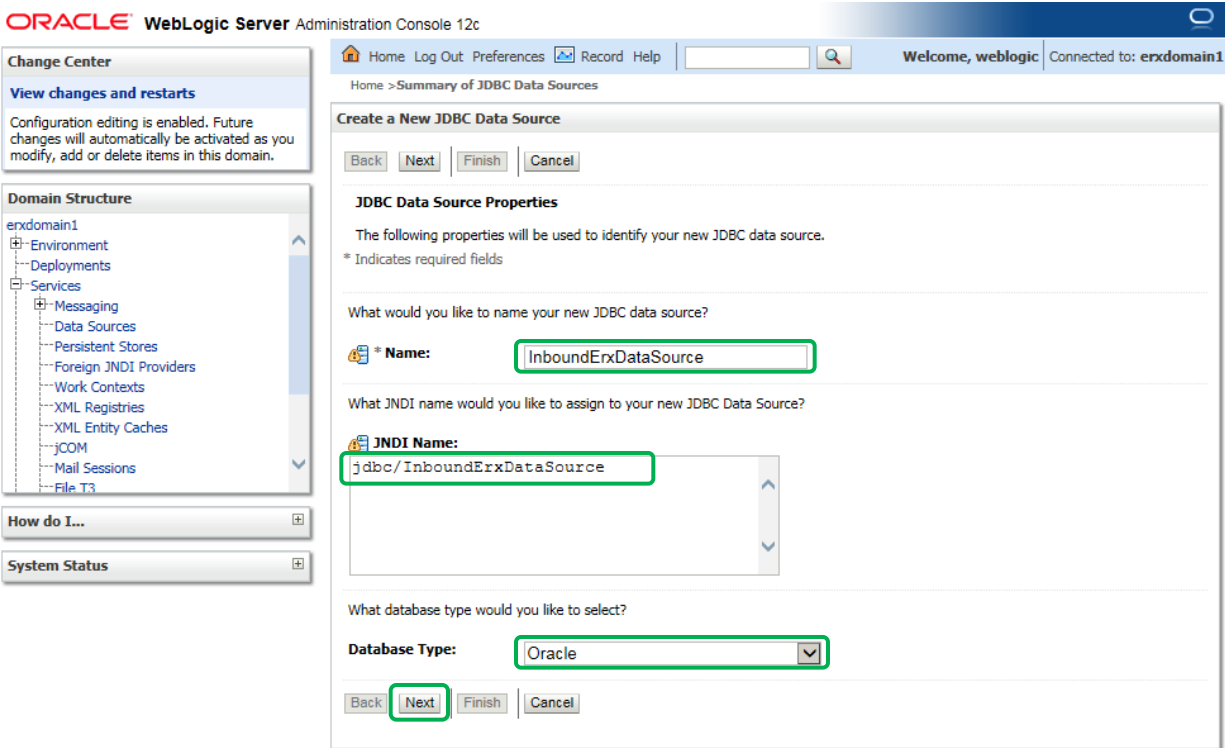 ORACLE WebLogic Server Administration Console 12c
Change Center
View changes and restarts
Configuration editing is enabled. Future
changes will automatically be activated as you
modify, add or delete items in this domain.
Domain Structure
erxdomain1
Environment
Deployments
Services
Messaging
Data Sources
Persistent Stores
Foreign JNDI Providers
Work Contexts
XML Registries
XML Entity Caches
jCOM
Mail Sessions
File T3
How do I...
System Status
Home Log Out Preferences Record Help
Welcome, weblogic Connected to: erxdomain1
Home >Summary of JDBC Data Sources
Create a New JDBC Data Source
Back Next Finish Cancel
JDBC Data Source Properties
The following properties will be used to identify your new JDBC data source.
* Indicates required fields
What would you like to name your new JDBC data source?
* Name: InboundErxDataSource
What JNDI name would you like to assign to your new JDBC Data Source?
JNDI Name:
jdbc/InboundErxDataSource
What database type would you like to select?
Database Type: Oracle
Back Next Finish Cancel